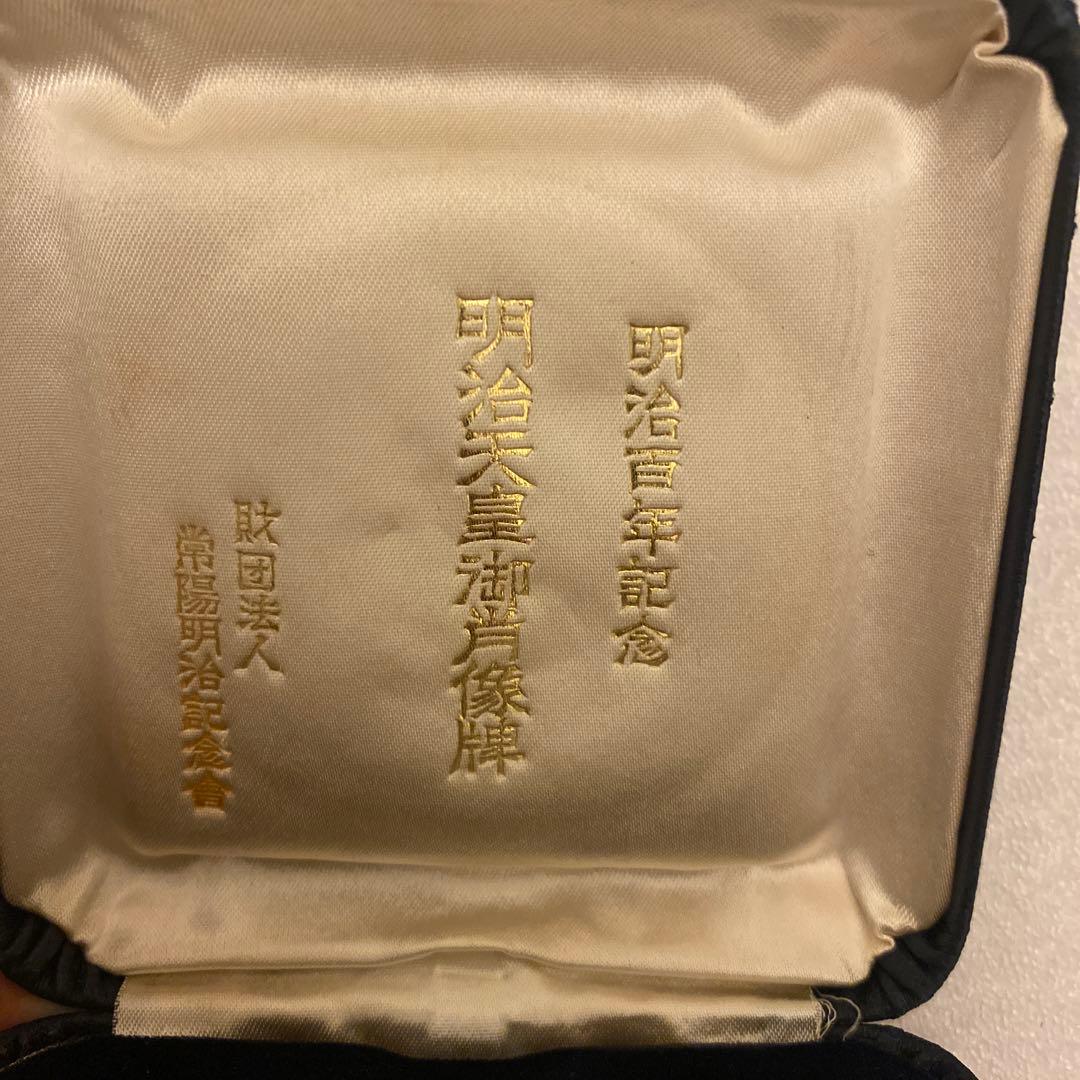 明治百年記念
明治天皇御肖像牌
財団法人
常陽明治記念會